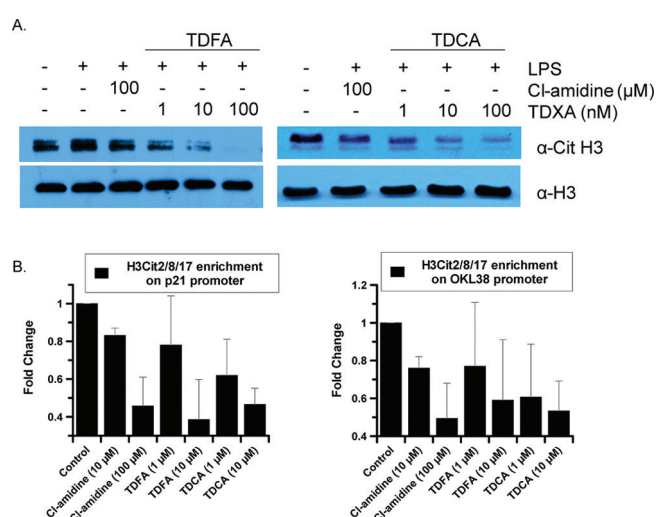 A.
TDFA
TDCA
- + + + + + - + + + + LPS
- - 100 - - - - 100 - - - Cl-amidine (µM)
- - - 1 10 100 - - 1 10 100 TDXA (nM)
α-Cit H3
α-H3
B.
H3Cit2/8/17 enrichment
on p21 promoter
Fold Change
1
0.8
0.6
0.4
Control
Cl-amidine (10 µM)
Cl-amidine (100 µM)
TDFA (1 µM)
TDFA (10 µM)
TDCA (1 µM)
TDCA (10 µM)
H3Cit2/8/17 enrichment
on OKL38 promoter
Fold Change
1.2
1
0.8
0.6
0.4
Control
Cl-amidine (10 µM)
Cl-amidine (100 µM)
TDFA (1 µM)
TDFA (10 µM)
TDCA (1 µM)
TDCA (10 µM)